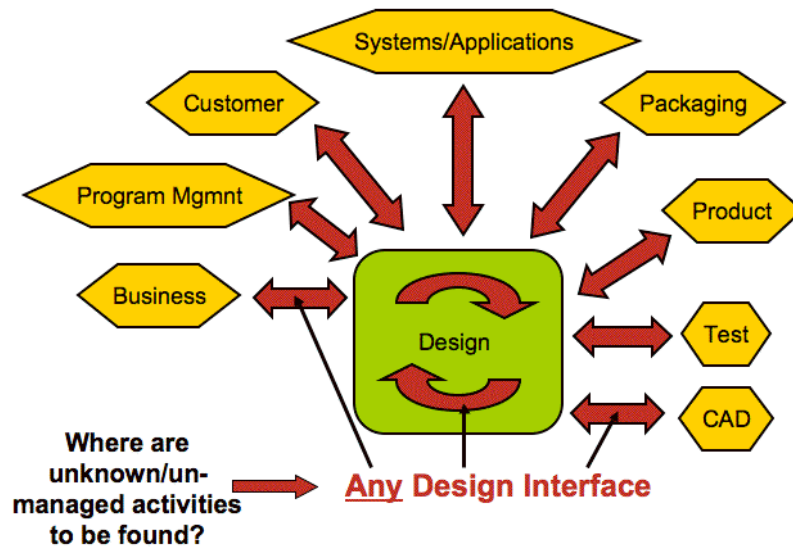 Systems/Applications
Customer
Packaging
Program Mgmnt
Product
Business
Design
Test
CAD
Where are
unknown/un-
managed activities
to be found?
Any Design Interface